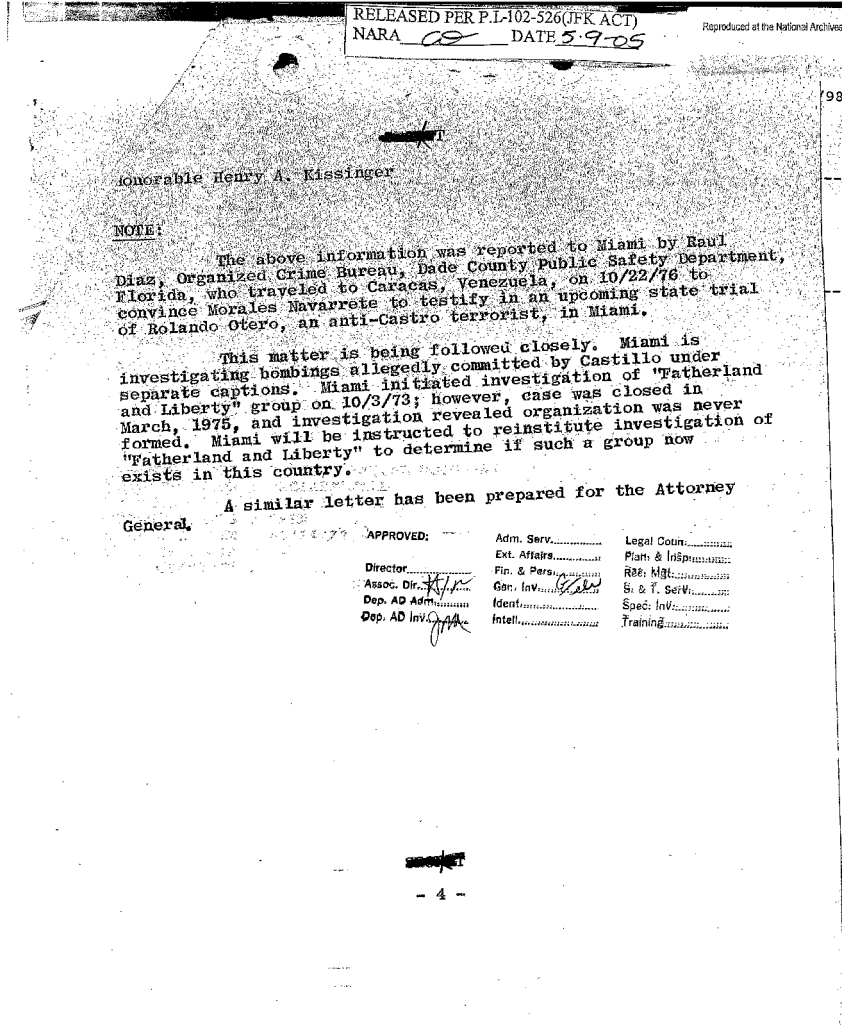 RELEASED PER P.L-102-526(JFK ACT)
NARA CO DATE 5-9-05
Reproduced at the National Archives
/98
Honorable Henry A. Kissinger
NOTE:
The above information was reported to Miami by Raul
Diaz, Organized Crime Bureau, Dade County Public Safety Department,
Florida, who traveled to Caracas, Venezuela, on 10/22/76 to
convince Morales Navarrete to testify in an upcoming state trial
of Rolando Otero, an anti-Castro terrorist, in Miami.
This matter is being followed closely. Miami is
investigating bombings allegedly committed by Castillo under
separate captions. Miami initiated investigation of "Fatherland
and Liberty" group on 10/3/73; however, case was closed in
March, 1975, and investigation revealed organization was never
formed. Miami will be instructed to reinstitute investigation of
"Fatherland and Liberty" to determine if such a group now
exists in this country.
A similar letter has been prepared for the Attorney
General.
APPROVED: Adm. Serv. Legal Coun.
Ext. Affairs Plan. & Insp.
Director Fin. & Pers. Rec. Mgt.
Assoc. Dir. Gen. Inv. S. & T. Serv.
Dep. AD Adm. Ident. Spec. Inv.
Dep. AD Inv. Intell. Training
- 4 -